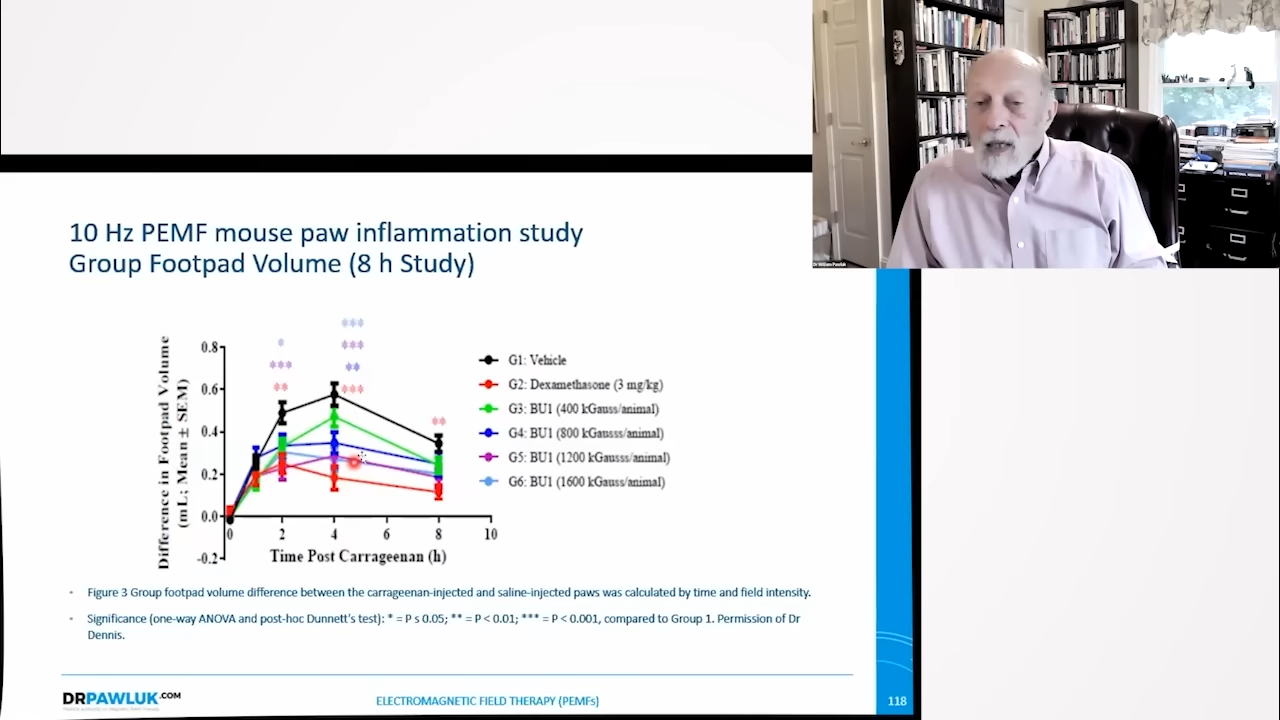 10 Hz PEMF mouse paw inflammation study
Group Footpad Volume (8 h Study)
Difference in Footpad Volume
(mL; Mean ± SEM)
0.8
0.6
0.4
0.2
0.0
-0.2
0 2 4 6 8 10
Time Post Carrageenan (h)
*
***
**
***
***
**
***
**
G1: Vehicle
G2: Dexamethasone (3 mg/kg)
G3: BU1 (400 kGauss/animal)
G4: BU1 (800 kGausss/animal)
G5: BU1 (1200 kGausss/animal)
G6: BU1 (1600 kGauss/animal)
• Figure 3 Group footpad volume difference between the carrageenan-injected and saline-injected paws was calculated by time and field intensity.
• Significance (one-way ANOVA and post-hoc Dunnett's test): * = P s 0.05; ** = P < 0.01; *** = P < 0.001, compared to Group 1. Permission of Dr
Dennis.
DRPAWLUK.COM
ELECTROMAGNETIC FIELD THERAPY (PEMFs)
118
Dr William Pawluk